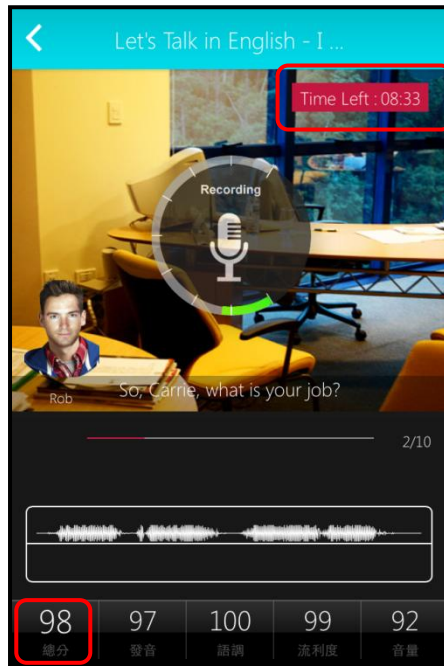 Let's Talk in English - I ...
Time Left : 08:33
Recording
Rob
So, Carrie, what is your job?
2/10
98 97 100 99 92
總分 發音 語調 流利度 音量